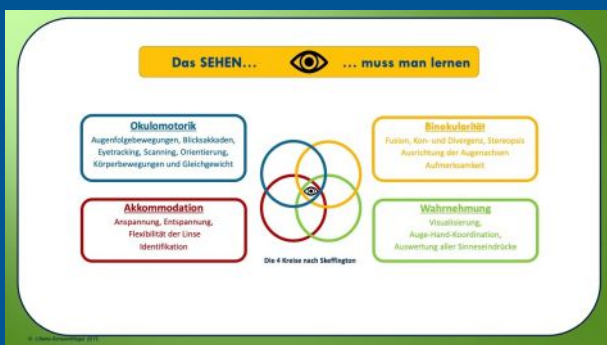 Das SEHEN... ... muss man lernen
Okulomotorik
Augenfolgebewegungen, Blicksakkaden,
Eyetracking, Scanning, Orientierung,
Körperbewegungen und Gleichgewicht
Binokularität
Fusion, Kon- und Divergenz, Stereopsis
Ausrichtung der Augenachsen
Aufmerksamkeit
Akkommodation
Anspannung, Entspannung,
Flexibilität der Linse
Identifikation
Wahrnehmung
Visualisierung,
Auge-Hand-Koordination,
Auswertung aller Sinneseindrücke
Die 4 Kreise nach Skeffington